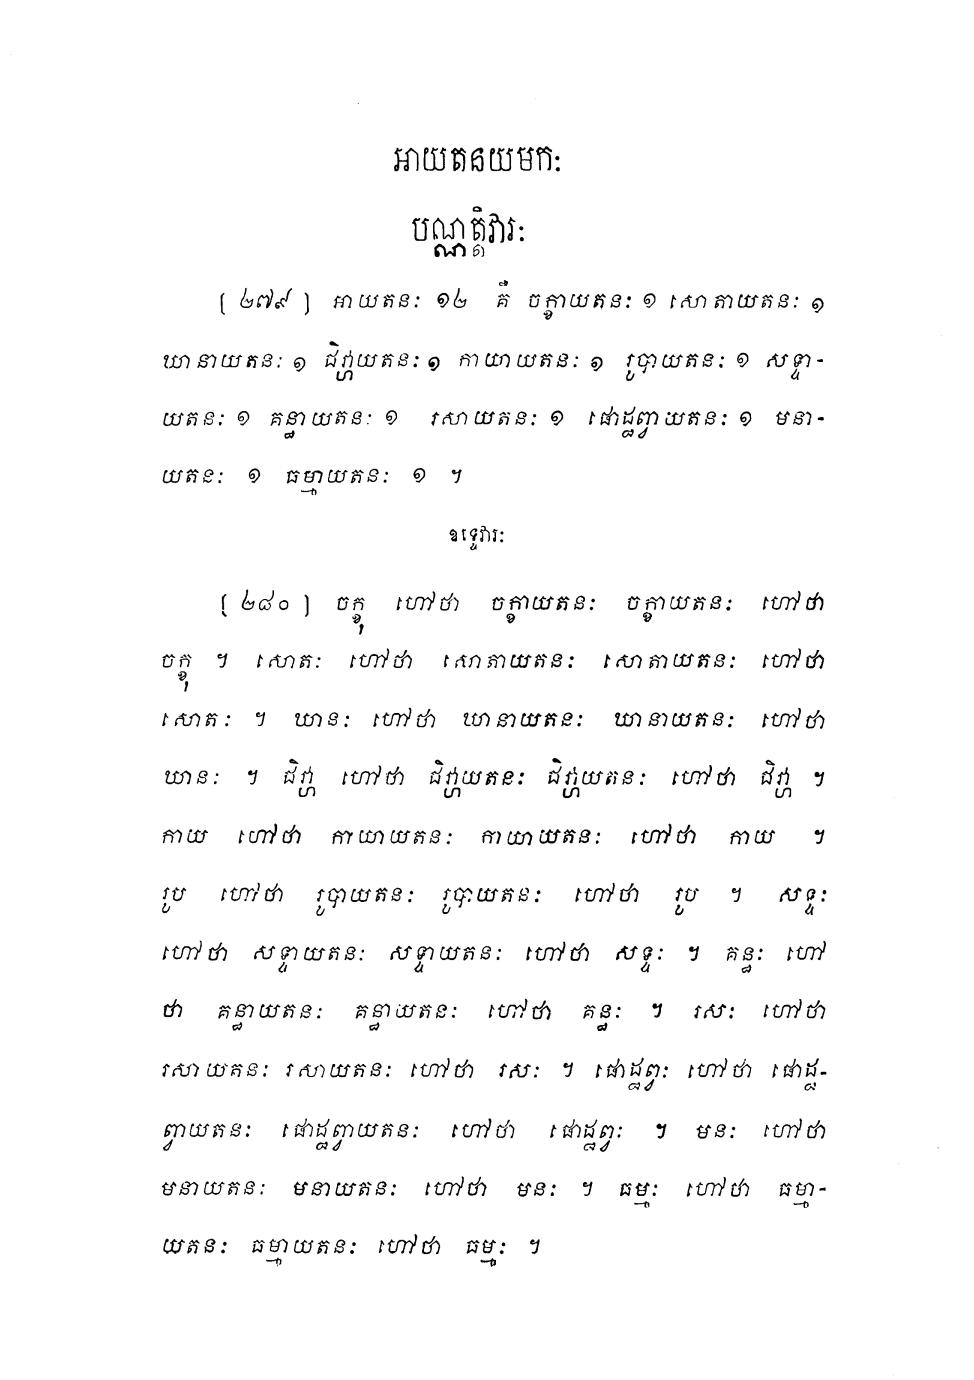 អាយតនយមកៈ
បណ្ណត្តិវារៈ
[ ២៧៩ ] អាយតនៈ ១២ គឺ ចក្ខាយតនៈ ១ សោតាយតនៈ ១
ឃានាយតនៈ ១ ជិវ្ហាយតនៈ ១ កាយាយតនៈ ១ រូបាយតនៈ ១ សទ្ទា-
យតនៈ ១ គន្ធាយតនៈ ១ រសាយតនៈ ១ ផោដ្ឋព្វាយតនៈ ១ មនា-
យតនៈ ១ ធម្មាយតនៈ ១ ។
ឧទ្ទេវារៈ
[ ២៨០ ] ចក្ខុ ហៅថា ចក្ខាយតនៈ ចក្ខាយតនៈ ហៅថា
ចក្ខុ ។ សោតៈ ហៅថា សោតាយតនៈ សោតាយតនៈ ហៅថា
សោតៈ ។ ឃានៈ ហៅថា ឃានាយតនៈ ឃានាយតនៈ ហៅថា
ឃានៈ ។ ជិវ្ហា ហៅថា ជិវ្ហាយតនៈ ជិវ្ហាយតនៈ ហៅថា ជិវ្ហា ។
កាយ ហៅថា កាយាយតនៈ កាយាយតនៈ ហៅថា កាយ ។
រូប ហៅថា រូបាយតនៈ រូបាយតនៈ ហៅថា រូប ។ សទ្ទៈ
ហៅថា សទ្ទាយតនៈ សទ្ទាយតនៈ ហៅថា សទ្ទៈ ។ គន្ធៈ ហៅ
ថា គន្ធាយតនៈ គន្ធាយតនៈ ហៅថា គន្ធៈ ។ រសៈ ហៅថា
រសាយតនៈ រសាយតនៈ ហៅថា រសៈ ។ ផោដ្ឋព្វៈ ហៅថា ផោដ្ឋ-
ព្វាយតនៈ ផោដ្ឋព្វាយតនៈ ហៅថា ផោដ្ឋព្វៈ ។ មនៈ ហៅថា
មនាយតនៈ មនាយតនៈ ហៅថា មនៈ ។ ធម្មៈ ហៅថា ធម្មា-
យតនៈ ធម្មាយតនៈ ហៅថា ធម្មៈ ។